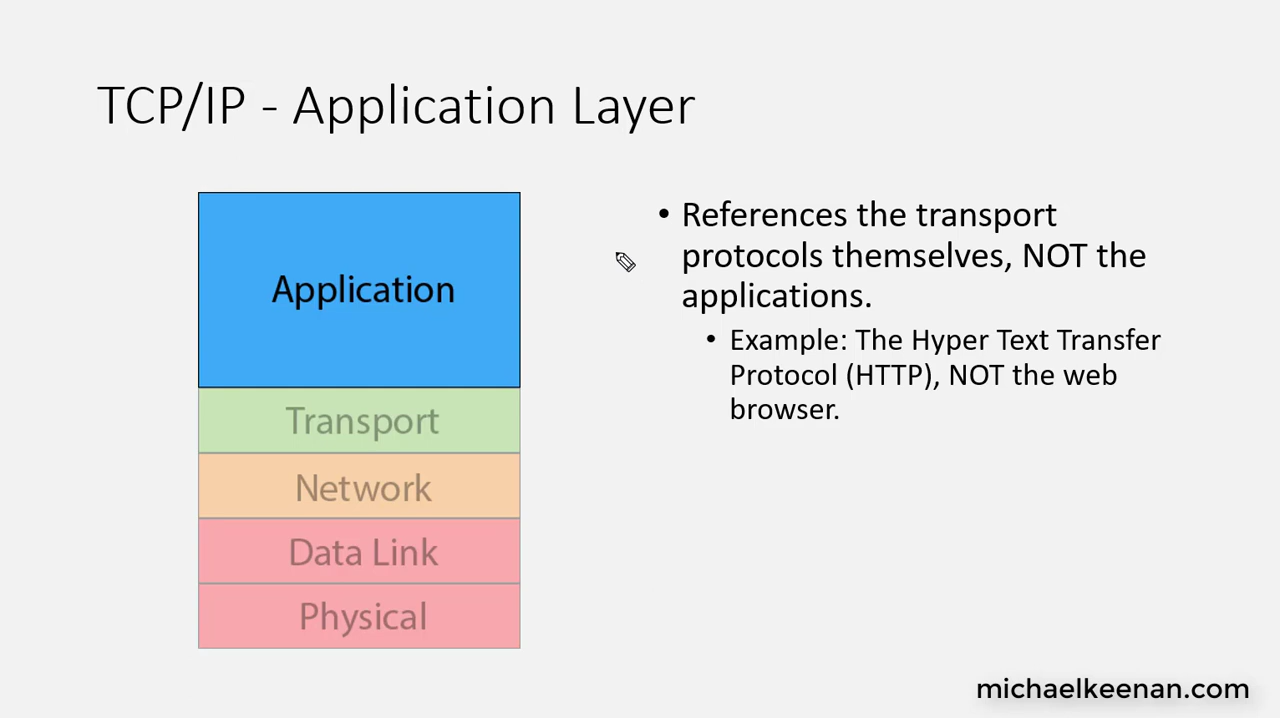 TCP/IP - Application Layer
Application
Transport
Network
Data Link
Physical
• References the transport
protocols themselves, NOT the
applications.
• Example: The Hyper Text Transfer
Protocol (HTTP), NOT the web
browser.
michaelkeenan.com